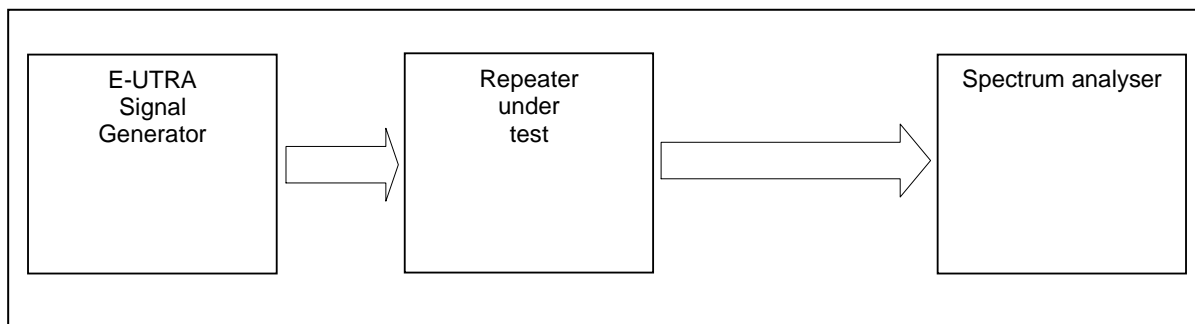 E-UTRA
Signal
Generator
Repeater
under
test
Spectrum analyser